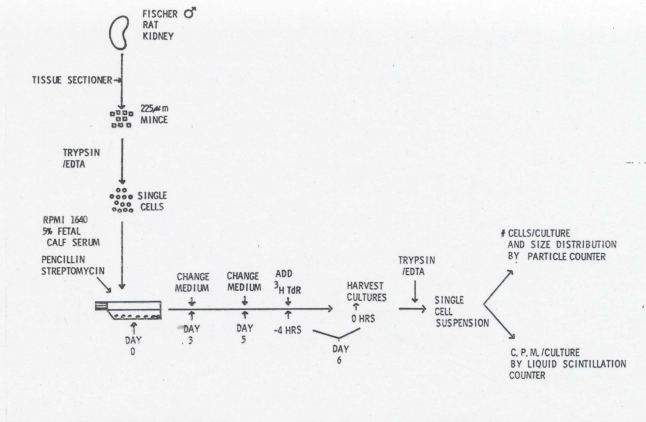 FISCHER ♂
RAT
KIDNEY
TISSUE SECTIONER
225µm
MINCE
TRYPSIN
/EDTA
SINGLE
CELLS
RPMI 1640
5% FETAL
CALF SERUM
PENCILLIN
STREPTOMYCIN
DAY
0
CHANGE
MEDIUM
DAY
3
CHANGE
MEDIUM
DAY
5
ADD
³H TdR
-4 HRS
HARVEST
CULTURES
0 HRS
DAY
6
TRYPSIN
/EDTA
SINGLE
CELL
SUSPENSION
# CELLS/CULTURE
AND SIZE DISTRIBUTION
BY PARTICLE COUNTER
C. P. M./CULTURE
BY LIQUID SCINTILLATION
COUNTER